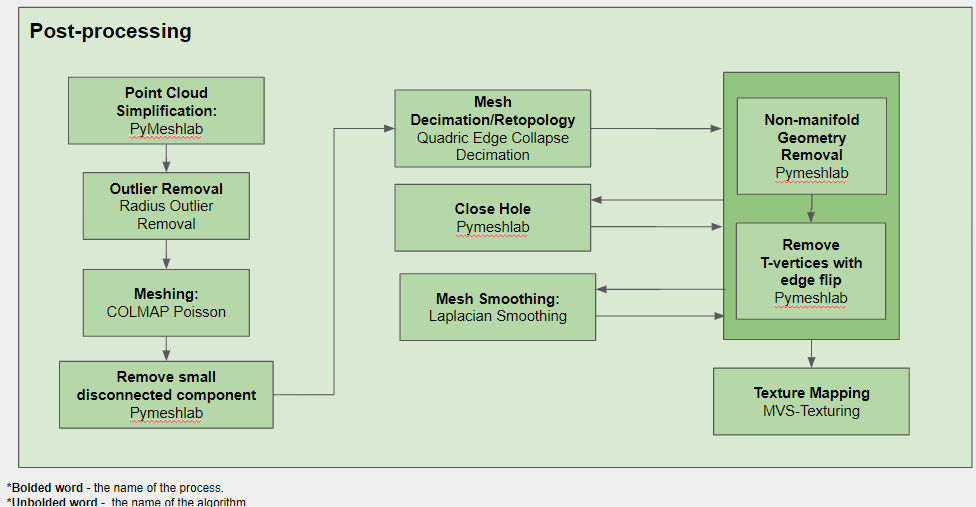 Post-processing
Point Cloud
Simplification:
PyMeshlab
Outlier Removal
Radius Outlier
Removal
Meshing:
COLMAP Poisson
Remove small
disconnected component
Pymeshlab
Mesh
Decimation/Retopology
Quadric Edge Collapse
Decimation
Close Hole
Pymeshlab
Mesh Smoothing:
Laplacian Smoothing
Non-manifold
Geometry
Removal
Pymeshlab
Remove
T-vertices with
edge flip
Pymeshlab
Texture Mapping
MVS-Texturing
*Bolded word - the name of the process.
*Unbolded word - the name of the algorithm